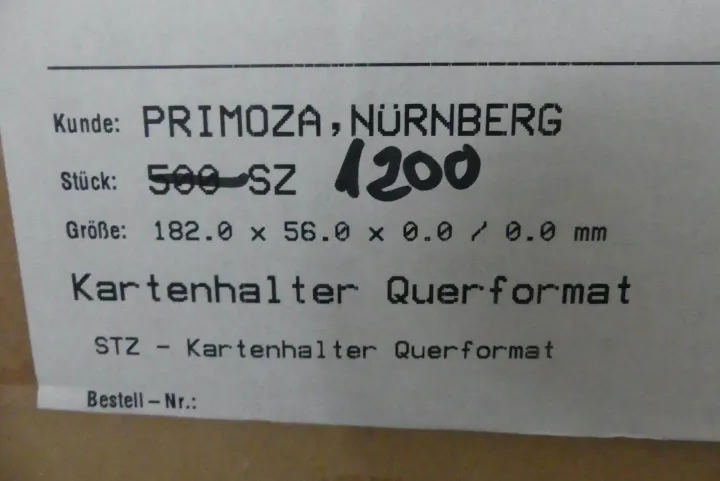 Kunde: PRIMOZA,NÜRNBERG
Stück: 500 SZ 1200
Größe: 182.0 x 56.0 x 0.0 / 0.0 mm
Kartenhalter Querformat
STZ - Kartenhalter Querformat
Bestell-Nr.: